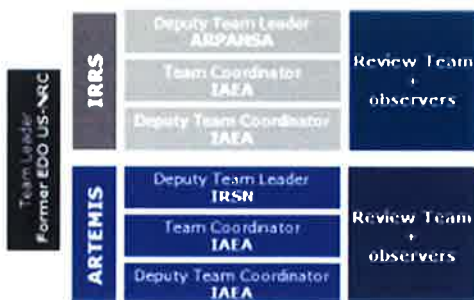 Team Leader
Former EDO US-NRC
IRRS
Deputy Team Leader
ARPANSA
Team Coordinator
IAEA
Deputy Team Coordinator
IAEA
Review Team
+
observers
ARTEMIS
Deputy Team Leader
IRSN
Team Coordinator
IAEA
Deputy Team Coordinator
IAEA
Review Team
+
observers